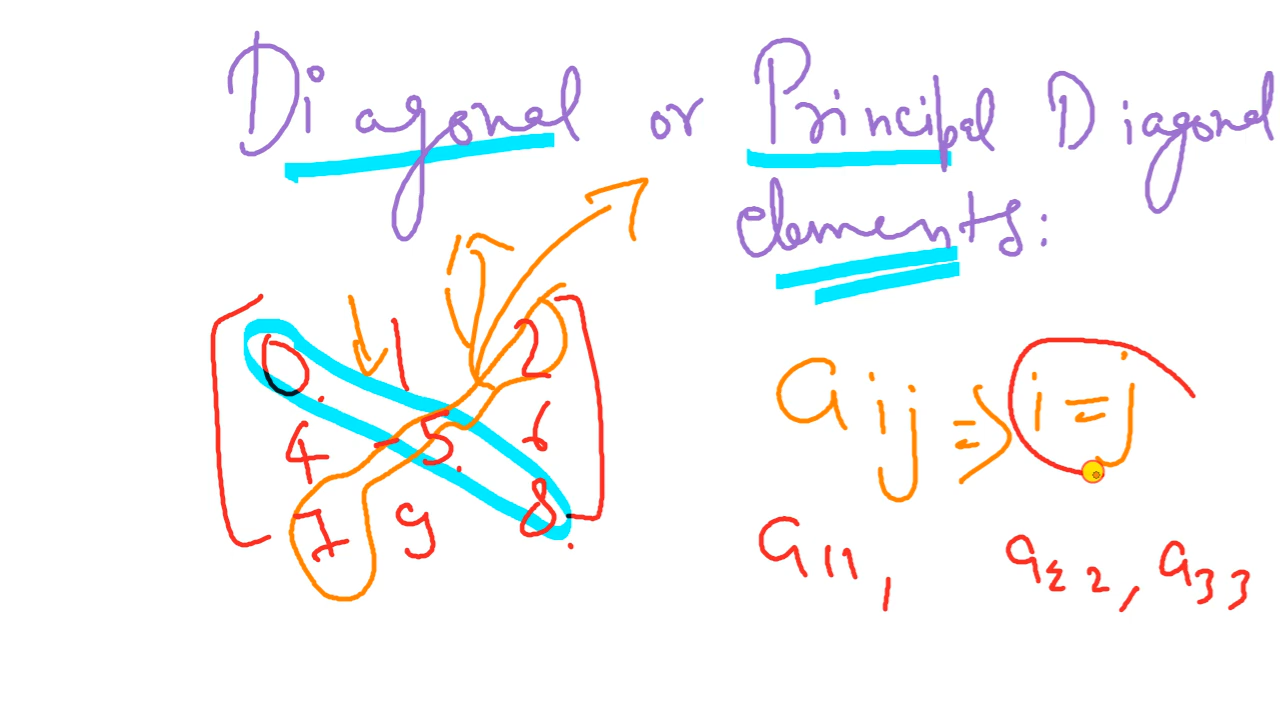 Diagonal or Principal Diagonal
elements:
0 1 2
4 -5 6
7 9 8
aij => i = j
a11, a22, a33